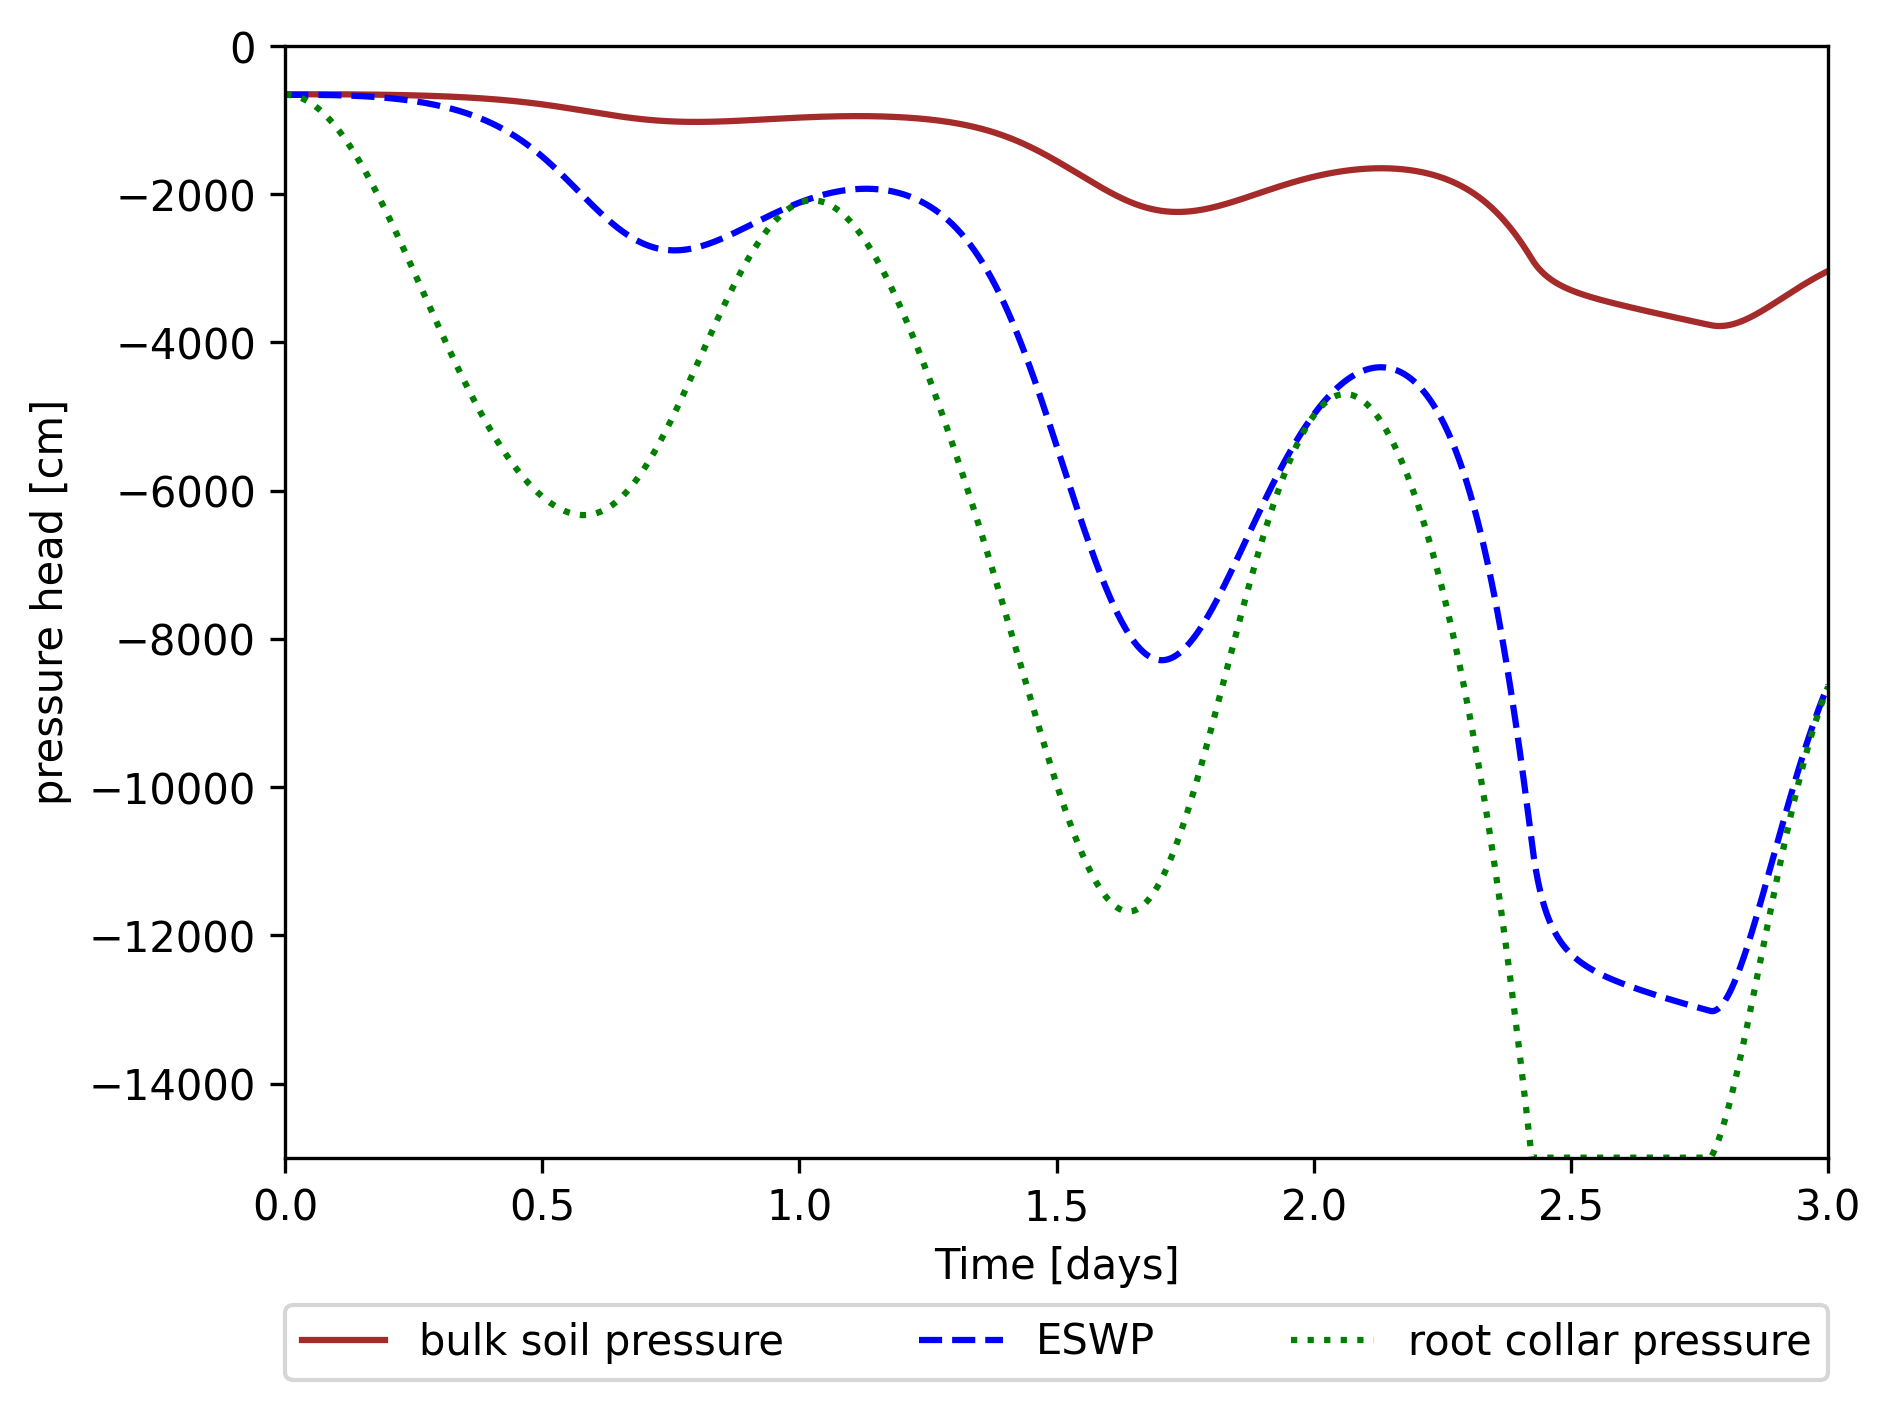 0
−2000
−4000
−6000
−8000
−10000
−12000
−14000
pressure head [cm]
0.0 0.5 1.0 1.5 2.0 2.5 3.0
Time [days]
bulk soil pressure ESWP root collar pressure